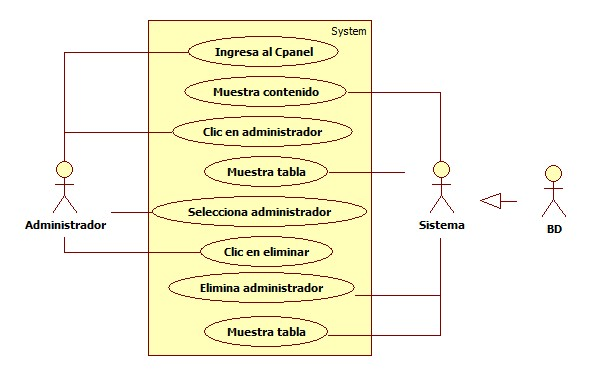 System
Ingresa al Cpanel
Muestra contenido
Clic en administrador
Muestra tabla
Selecciona administrador
Administrador
Sistema
BD
Clic en eliminar
Elimina administrador
Muestra tabla